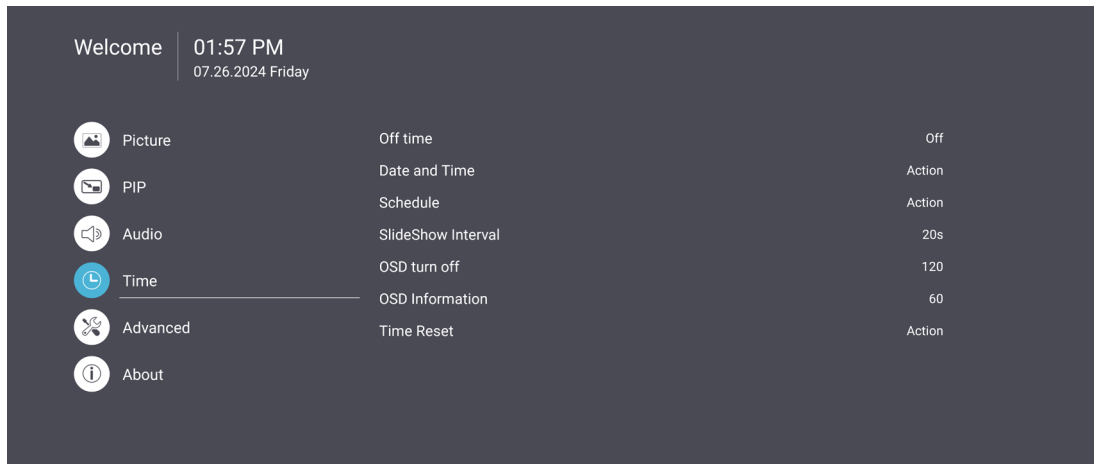 Welcome
01:57 PM
07.26.2024 Friday
Picture
PIP
Audio
Time
Advanced
About
Off time Off
Date and Time Action
Schedule Action
SlideShow Interval 20s
OSD turn off 120
OSD Information 60
Time Reset Action